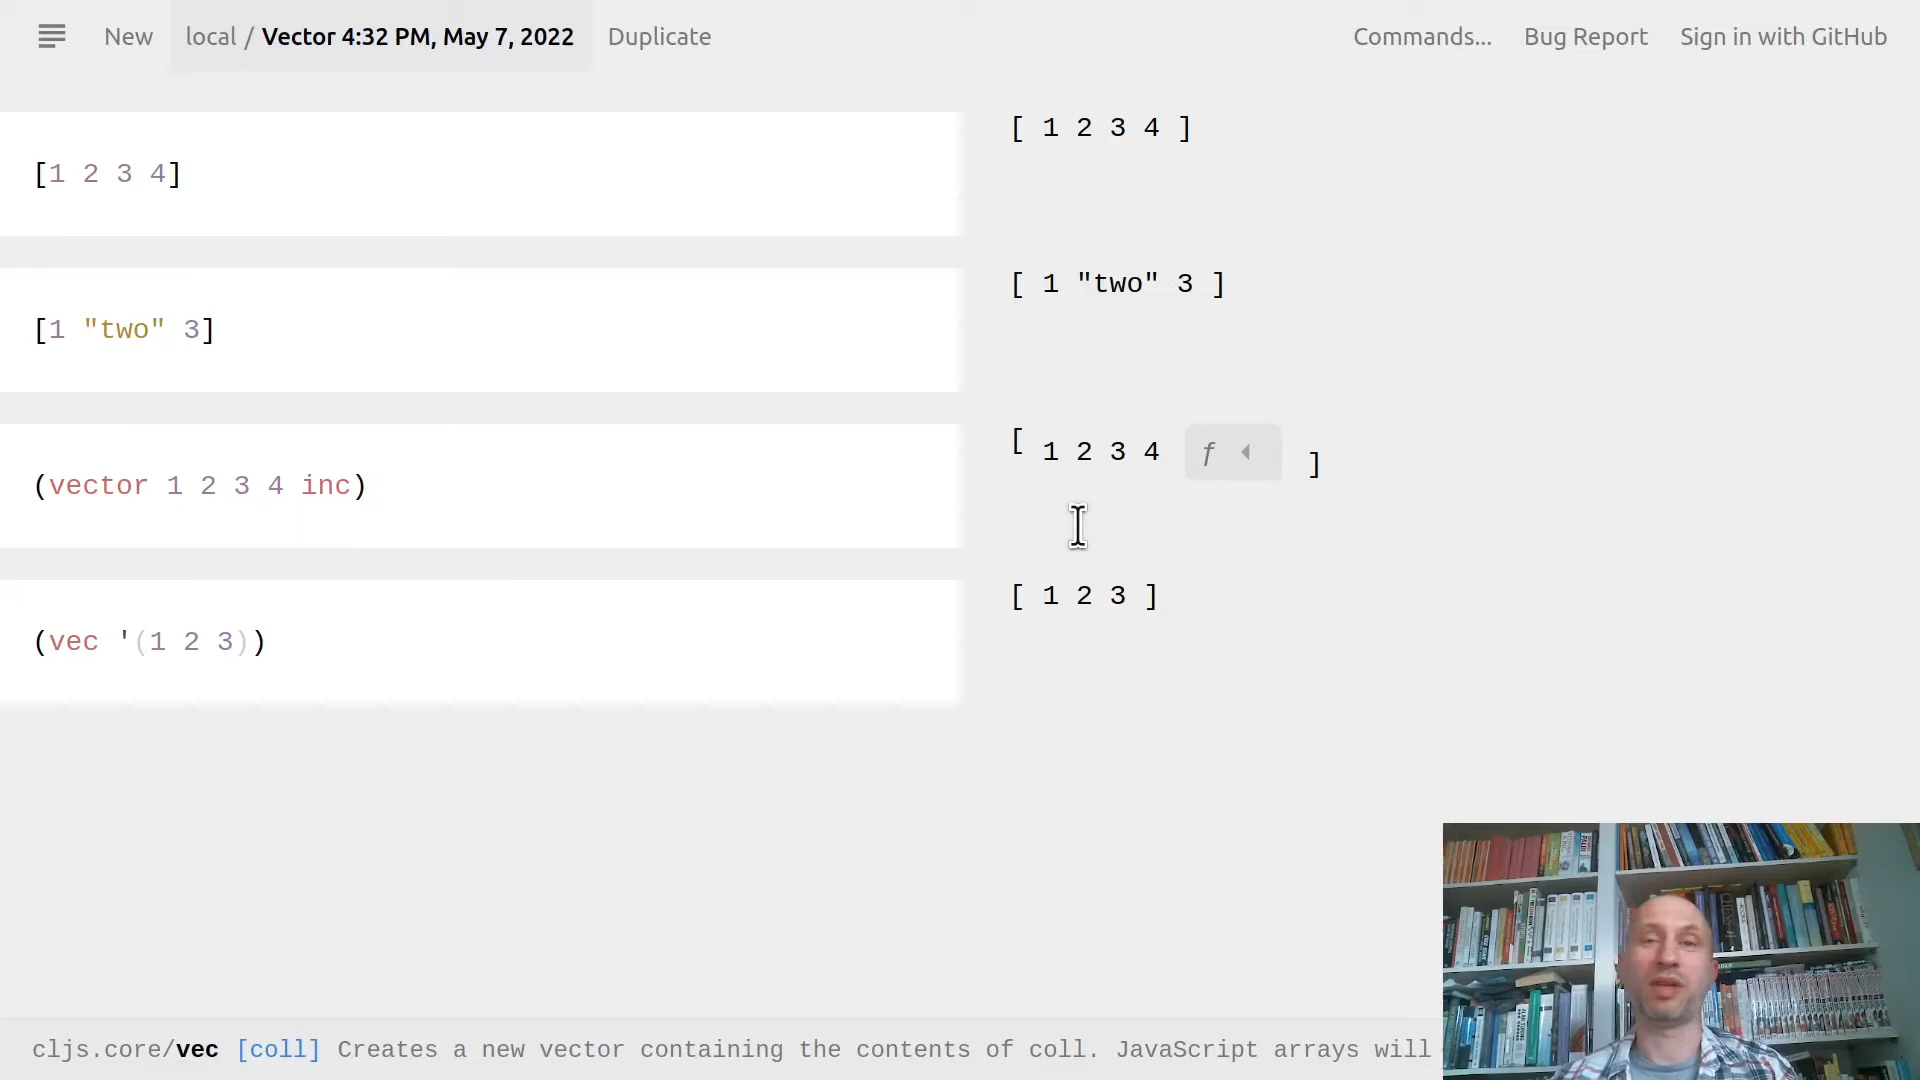 New local / Vector 4:32 PM, May 7, 2022 Duplicate Commands... Bug Report Sign in with GitHub
[1 2 3 4]
[ 1 2 3 4 ]
[1 "two" 3]
[ 1 "two" 3 ]
(vector 1 2 3 4 inc)
[ 1 2 3 4 ƒ ]
(vec '(1 2 3))
[ 1 2 3 ]
cljs.core/vec [coll] Creates a new vector containing the contents of coll. JavaScript arrays will